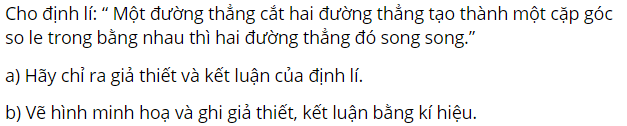 Cho định lí: “ Một đường thẳng cắt hai đường thẳng tạo thành một cặp góc
so le trong bằng nhau thì hai đường thẳng đó song song.”
a) Hãy chỉ ra giả thiết và kết luận của định lí.
b) Vẽ hình minh hoạ và ghi giả thiết, kết luận bằng kí hiệu.